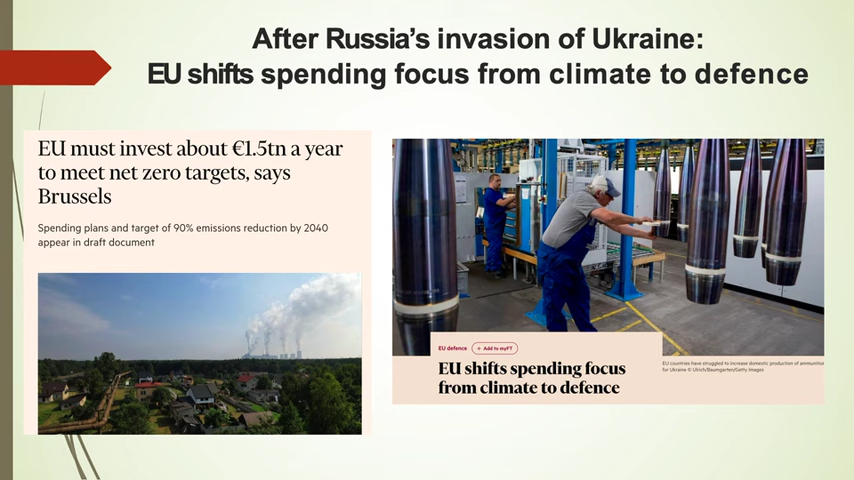 After Russia's invasion of Ukraine:
EU shifts spending focus from climate to defence
EU must invest about €1.5tn a year
to meet net zero targets, says
Brussels
Spending plans and target of 90% emissions reduction by 2040
appear in draft document
EU defence + Add to myFT
EU shifts spending focus
from climate to defence
EU countries have struggled to increase domestic production of ammunition
for Ukraine © Ulrich/Baumgarten/Getty Images